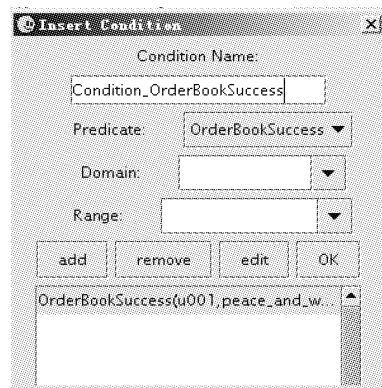 Insert Condition
Condition Name:
Condition_OrderBookSuccess
Predicate: OrderBookSuccess
Domain:
Range:
add remove edit OK
OrderBookSuccess(u001,peace_and_w...